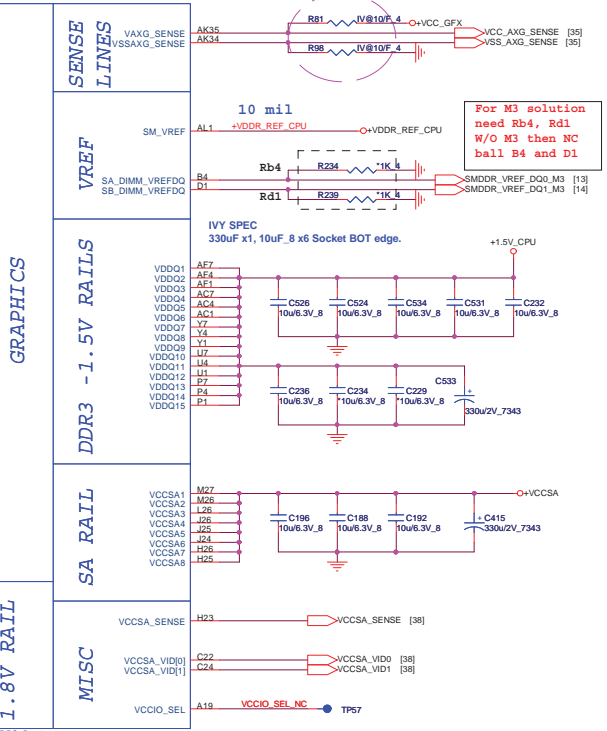 SENSE
LINES
VAXG_SENSE
VSSAXG_SENSE
AK35
AK34
R81
IV@10/F_4
+VCC_GFX
VCC_AXG_SENSE [35]
VSS_AXG_SENSE [35]
R98
IV@10/F_4
VREF
SM_VREF
AL1
10 mil
+VDDR_REF_CPU
+VDDR_REF_CPU
For M3 solution
need Rb4, Rd1
W/O M3 then NC
ball B4 and D1
SA_DIMM_VREFDQ
SB_DIMM_VREFDQ
B4
D1
Rb4
R234
*1K_4
Rd1
R239
*1K_4
SMDDR_VREF_DQ0_M3 [13]
SMDDR_VREF_DQ1_M3 [14]
IVY SPEC
330uF x1, 10uF_8 x6 Socket BOT edge.
GRAPHICS
DDR3 -1.5V RAILS
VDDQ1
VDDQ2
VDDQ3
VDDQ4
VDDQ5
VDDQ6
VDDQ7
VDDQ8
VDDQ9
VDDQ10
VDDQ11
VDDQ12
VDDQ13
VDDQ14
VDDQ15
AF7
AF4
AF1
AC7
AC4
AC1
Y7
Y4
Y1
U7
U4
U1
P7
P4
P1
+1.5V_CPU
C526
10u/6.3V_8
C524
10u/6.3V_8
C534
10u/6.3V_8
C531
10u/6.3V_8
C232
10u/6.3V_8
C236
10u/6.3V_8
C234
*10u/6.3V_8
C229
*10u/6.3V_8
C533
+
330u/2V_7343
SA RAIL
VCCSA1
VCCSA2
VCCSA3
VCCSA4
VCCSA5
VCCSA6
VCCSA7
VCCSA8
M27
M26
L26
J26
J25
J24
H26
H25
+VCCSA
C196
10u/6.3V_8
C188
10u/6.3V_8
C192
10u/6.3V_8
+
C415
330u/2V_7343
1.8V RAIL
MISC
VCCSA_SENSE
H23
VCCSA_SENSE [38]
VCCSA_VID[0]
VCCSA_VID[1]
C22
C24
VCCSA_VID0 [38]
VCCSA_VID1 [38]
VCCIO_SEL
A19
VCCIO_SEL_NC
TP57